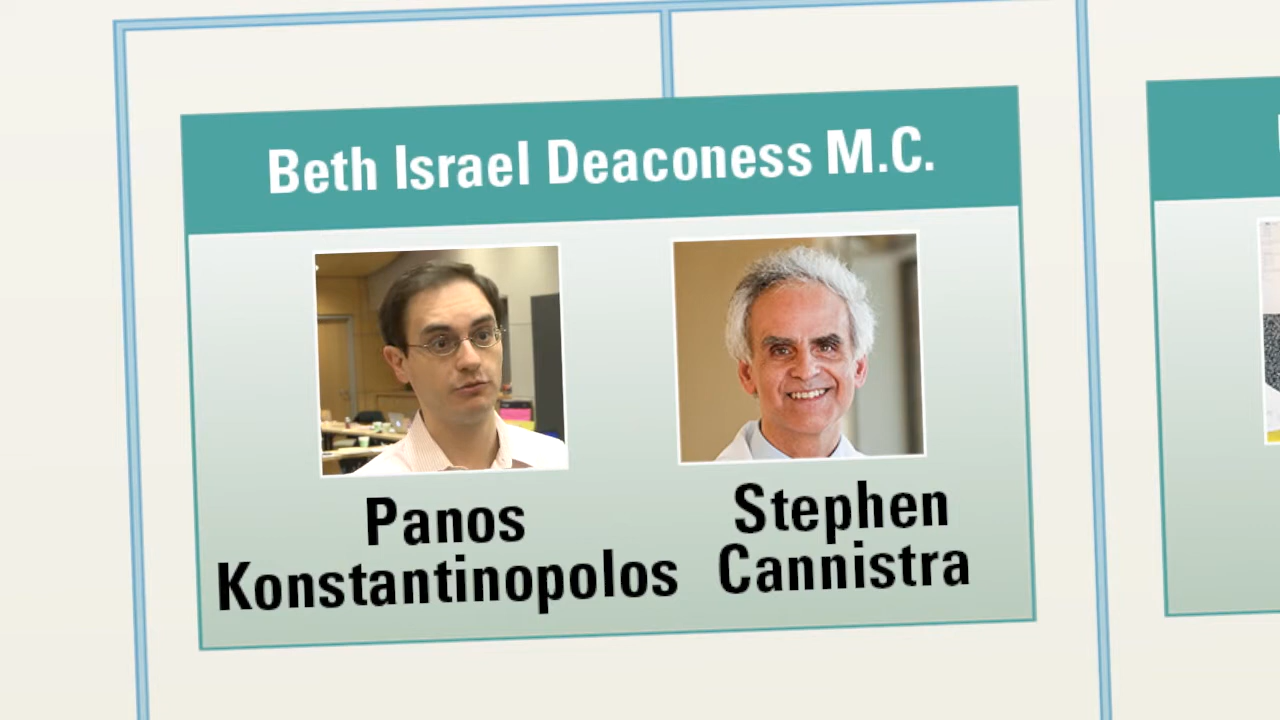 Beth Israel Deaconess M.C.
Panos
Konstantinopolos
Stephen
Cannistra